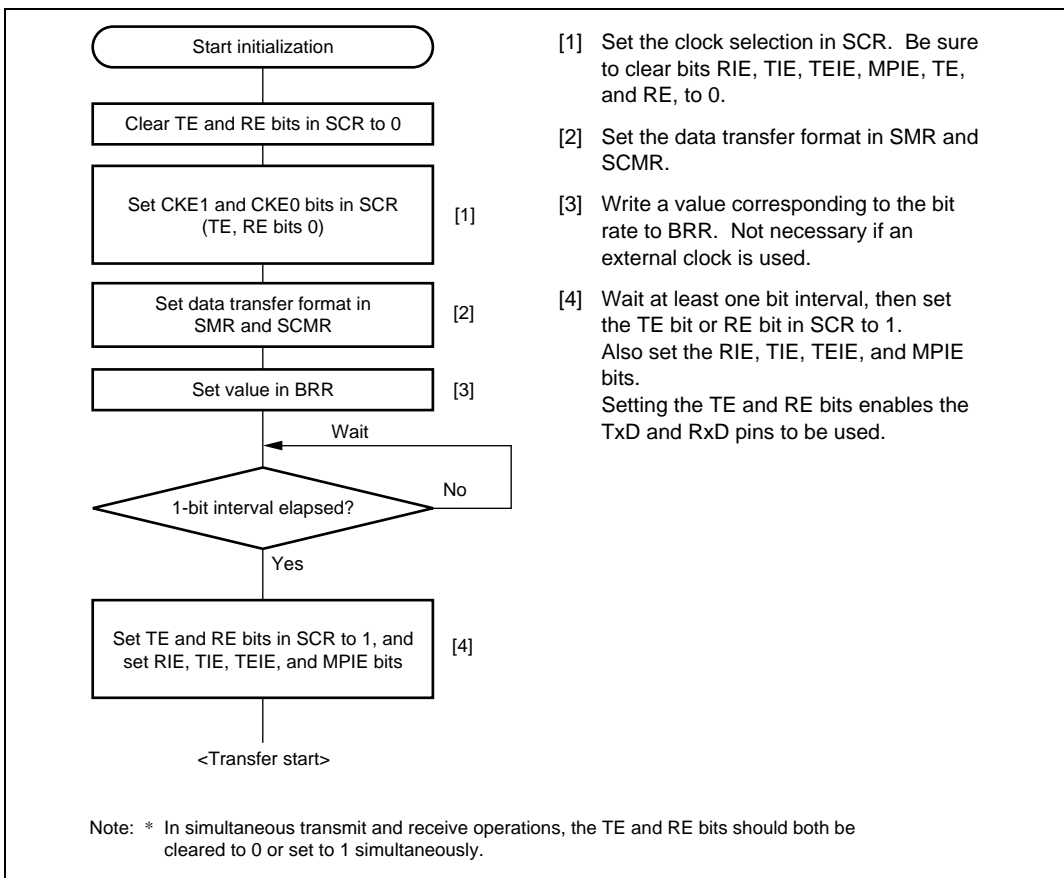 Start initialization
Clear TE and RE bits in SCR to 0
Set CKE1 and CKE0 bits in SCR
(TE, RE bits 0)
[1]
Set data transfer format in
SMR and SCMR
[2]
Set value in BRR
[3]
Wait
No
1-bit interval elapsed?
Yes
Set TE and RE bits in SCR to 1, and
set RIE, TIE, TEIE, and MPIE bits
[4]
<Transfer start>
[1] Set the clock selection in SCR. Be sure
to clear bits RIE, TIE, TEIE, MPIE, TE,
and RE, to 0.
[2] Set the data transfer format in SMR and
SCMR.
[3] Write a value corresponding to the bit
rate to BRR. Not necessary if an
external clock is used.
[4] Wait at least one bit interval, then set
the TE bit or RE bit in SCR to 1.
Also set the RIE, TIE, TEIE, and MPIE
bits.
Setting the TE and RE bits enables the
TxD and RxD pins to be used.
Note: * In simultaneous transmit and receive operations, the TE and RE bits should both be
cleared to 0 or set to 1 simultaneously.